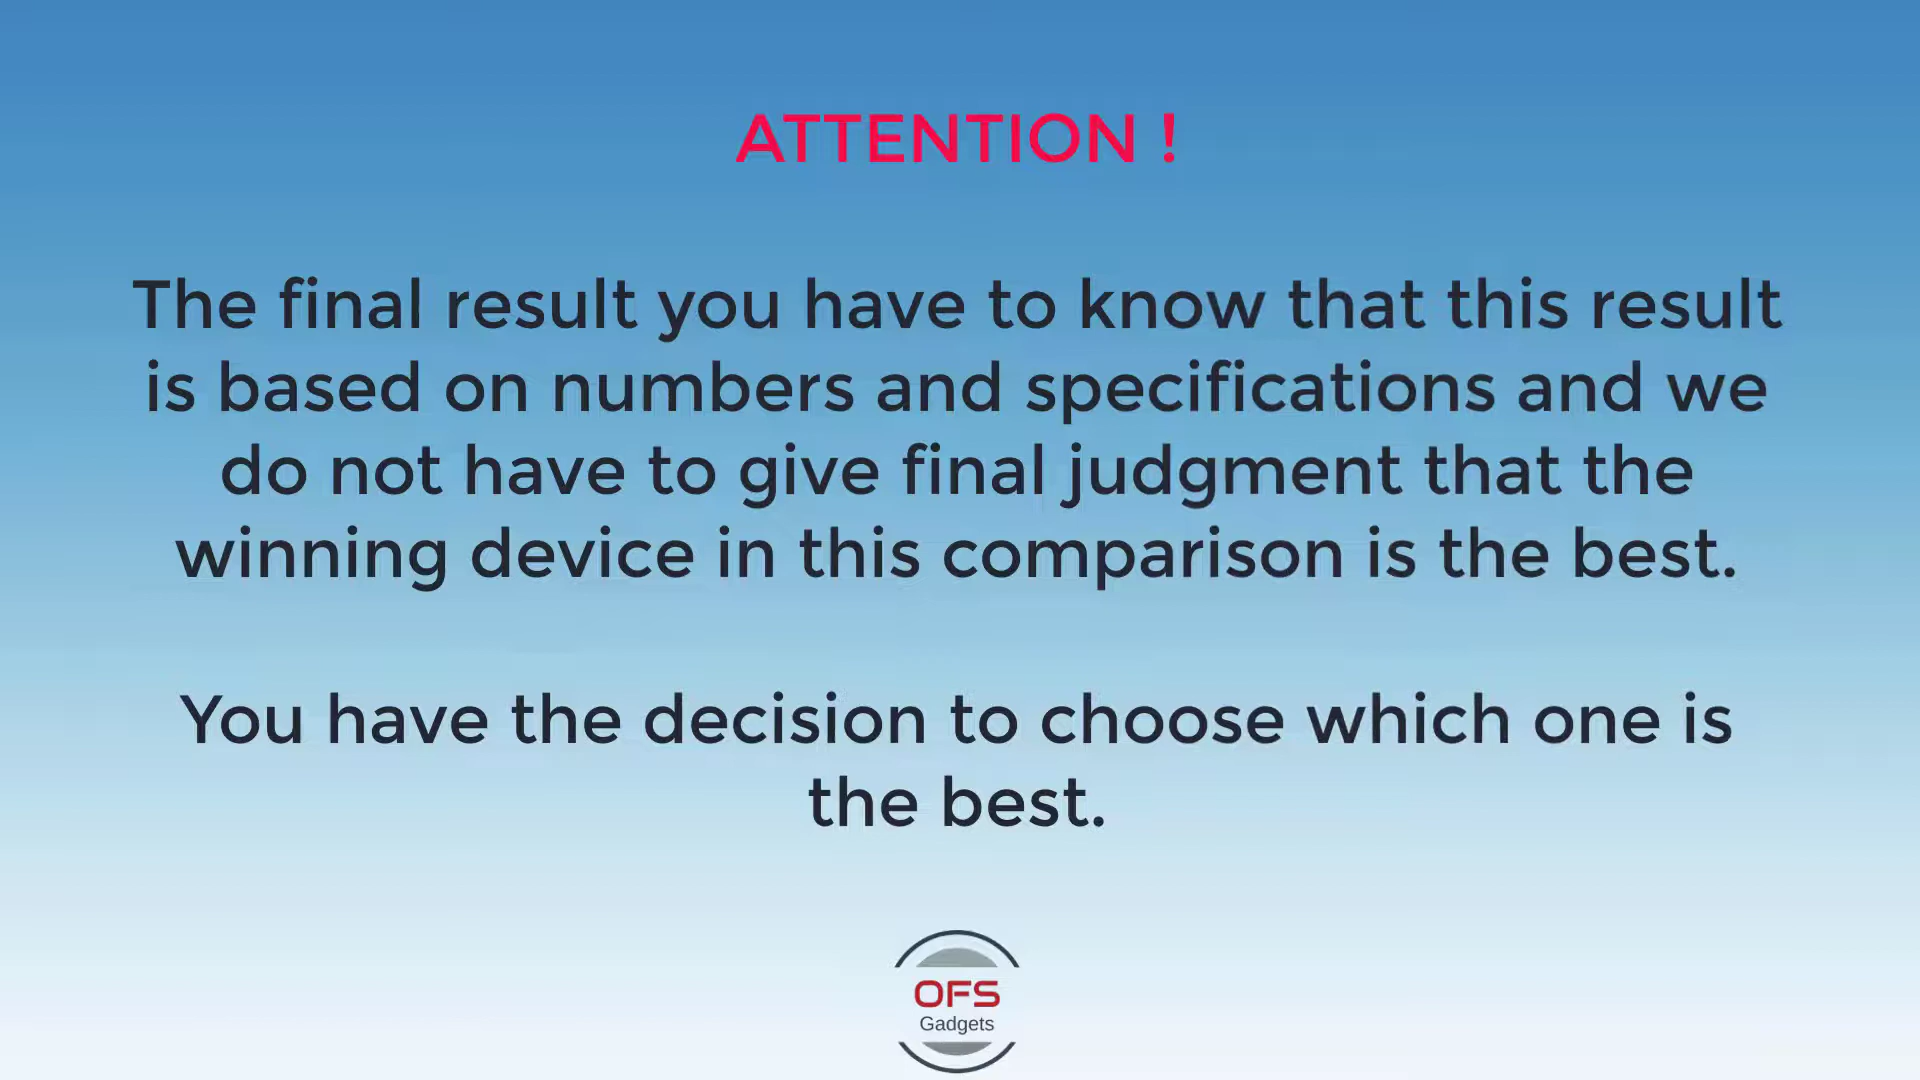 ATTENTION !
The final result you have to know that this result
is based on numbers and specifications and we
do not have to give final judgment that the
winning device in this comparison is the best.
You have the decision to choose which one is
the best.
OFS
Gadgets